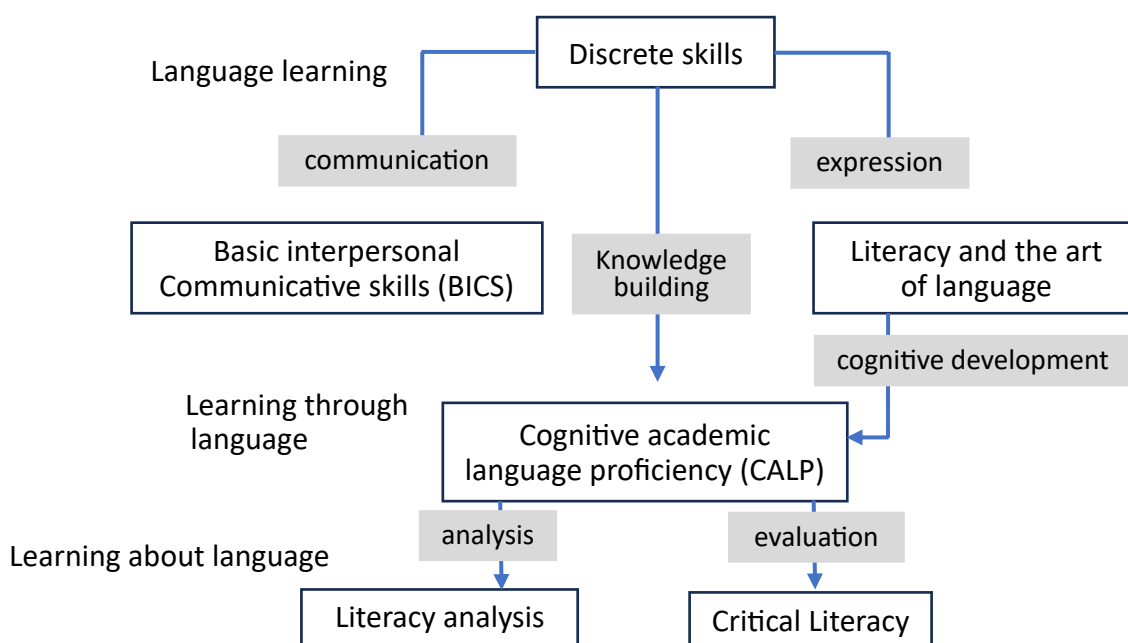 Discrete skills
Language learning
communication
expression
Basic interpersonal
Communicative skills (BICS)
Knowledge
building
Literacy and the art
of language
cognitive development
Learning through
language
Cognitive academic
language proficiency (CALP)
analysis
evaluation
Learning about language
Literacy analysis
Critical Literacy